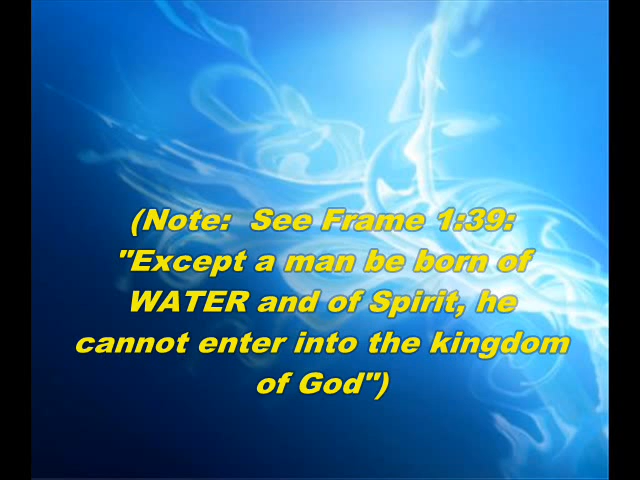 (Note:  See Frame 1:39:
"Except a man be born of
WATER and of Spirit, he
cannot enter into the kingdom
of God")